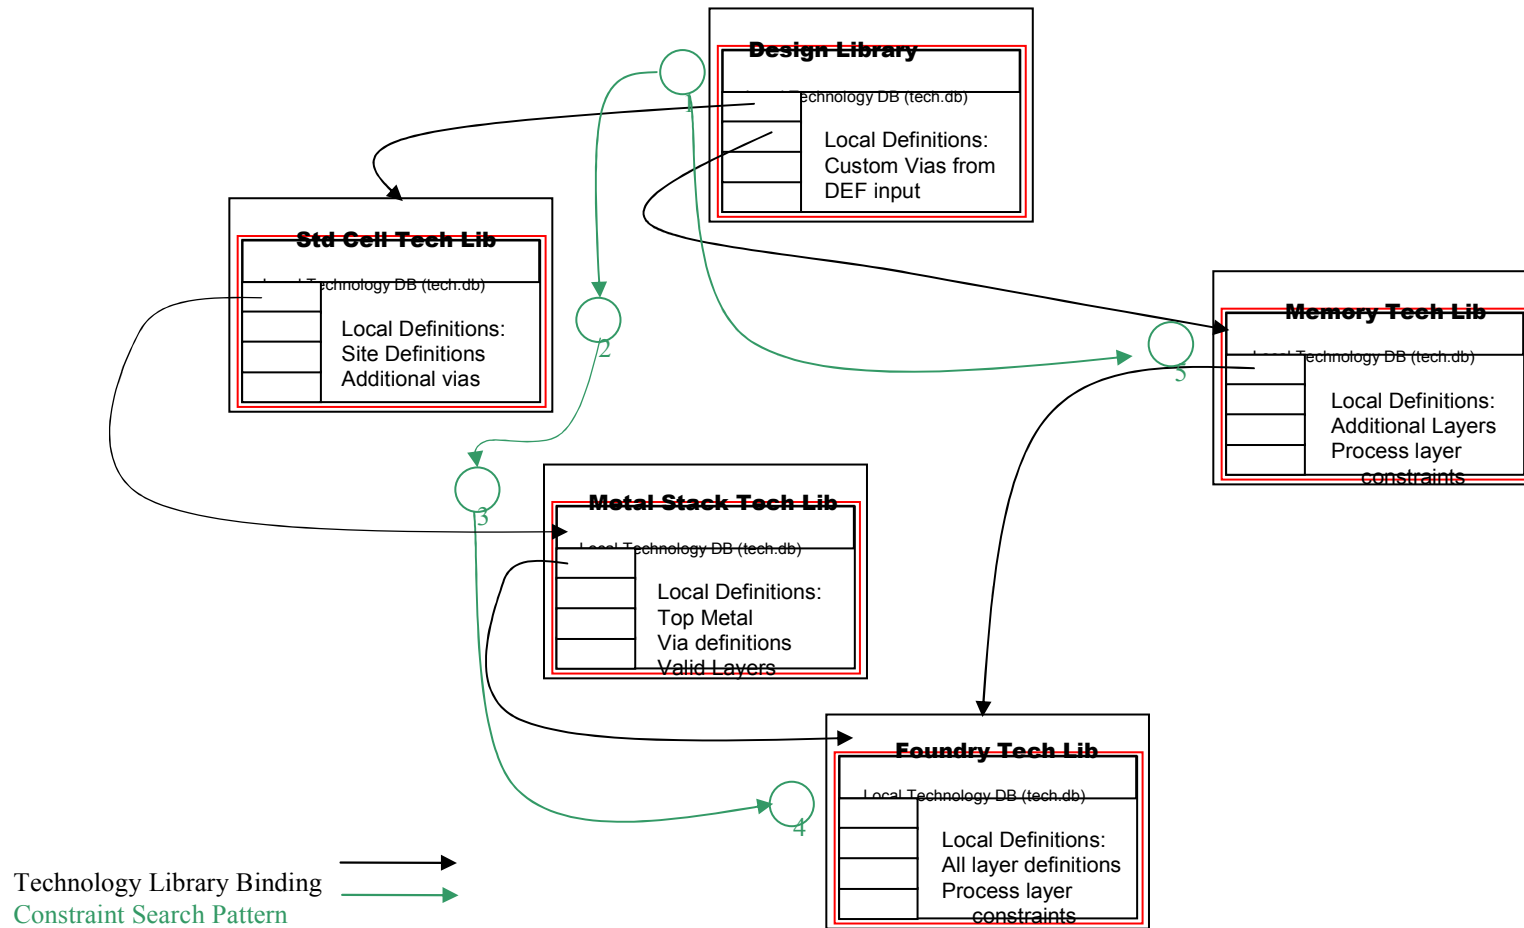 Design Library
1
Local Technology DB (tech.db)
Local Definitions:
Custom Vias from
DEF input
Std Cell Tech Lib
Local Technology DB (tech.db)
Local Definitions:
Site Definitions
Additional vias
2
Memory Tech Lib
5
Local Technology DB (tech.db)
Local Definitions:
Additional Layers
Process layer
constraints
3
Metal Stack Tech Lib
Local Technology DB (tech.db)
Local Definitions:
Top Metal
Via definitions
Valid Layers
Foundry Tech Lib
4
Local Technology DB (tech.db)
Local Definitions:
All layer definitions
Process layer
constraints
Technology Library Binding
Constraint Search Pattern